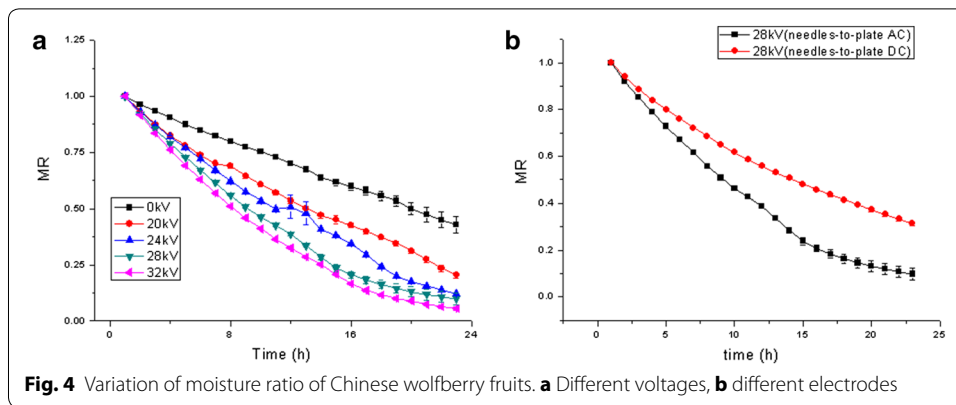 a
1.25
1.00
0.75
0.50
0.25
0.00
MR
0kV
20kV
24kV
28kV
32kV
0 8 16 24
Time (h)
b
28kV(needles-to-plate AC)
28kV(needles-to-plate DC)
1.0
0.8
0.6
0.4
0.2
0.0
MR
0 5 10 15 20 25
time (h)
Fig. 4 Variation of moisture ratio of Chinese wolfberry fruits. a Different voltages, b different electrodes